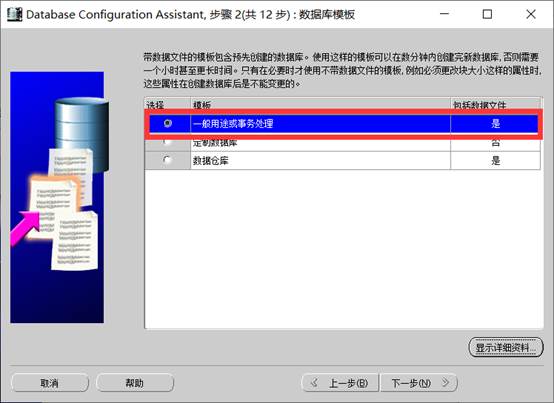 Database Configuration Assistant, 步骤 2(共 12 步) : 数据库模板
带数据文件的模板包含预先创建的数据库。使用这样的模板可以在数分钟内创建完新数据库, 否则需要
一个小时甚至更长时间。只有在必要时才使用不带数据文件的模板, 例如必须更改块大小这样的属性时,
这些属性在创建数据库后是不能变更的。
选择 模板 包括数据文件
一般用途或事务处理 是
定制数据库 否
数据仓库 是
显示详细资料...
取消 帮助 上一步(B) 下一步(N)